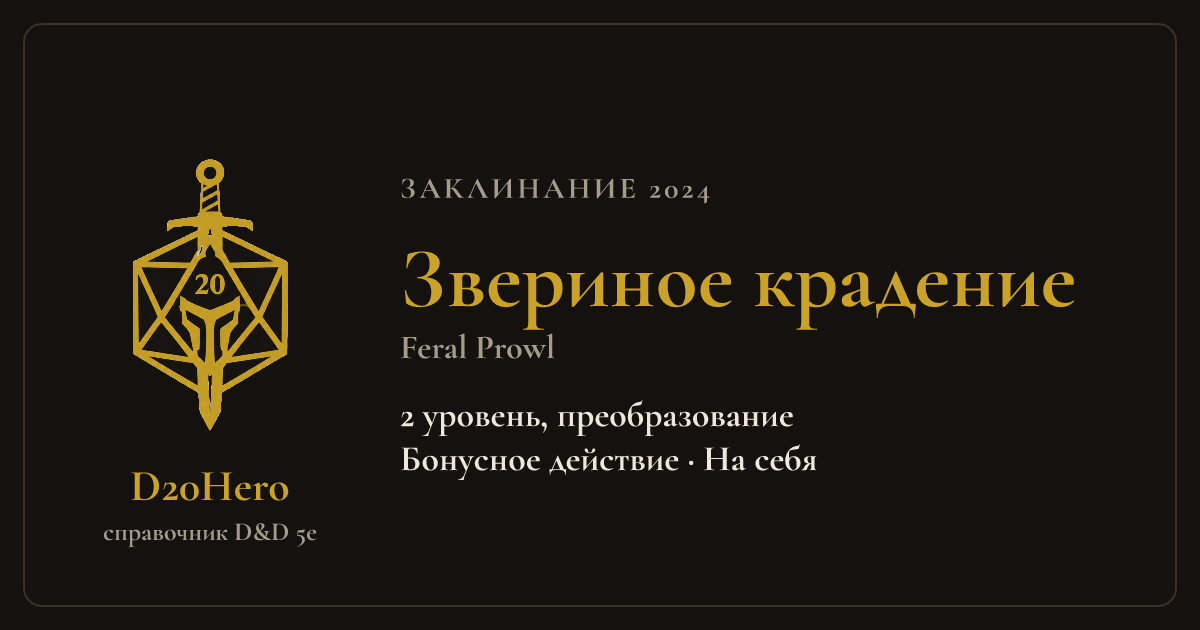 20
D20Hero
справочник D&D 5e
ЗАКЛИНАНИЕ 2024
Звериное крадение
Feral Prowl
2 уровень, преобразование
Бонусное действие · На себя